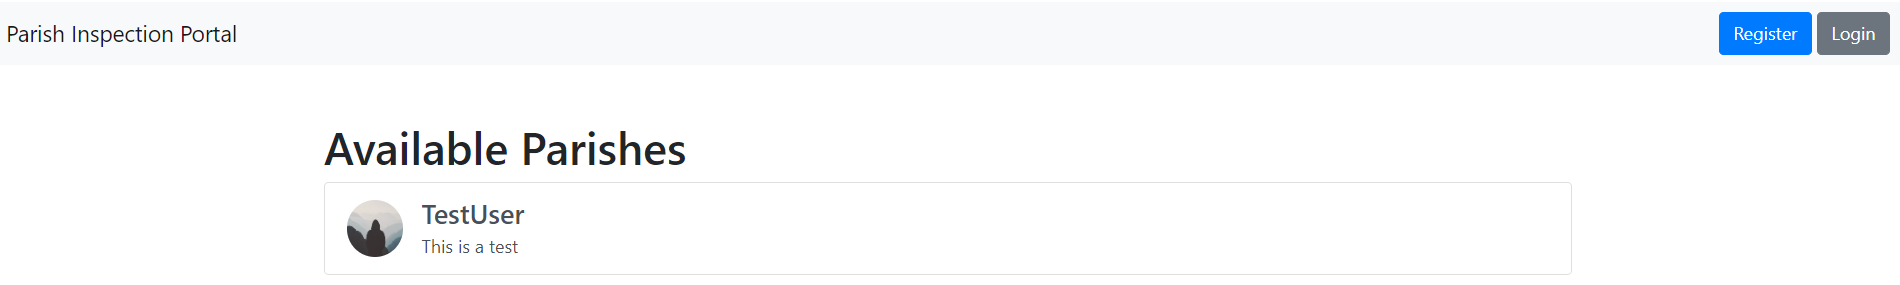 Parish Inspection Portal
Register
Login
Available Parishes
TestUser
This is a test